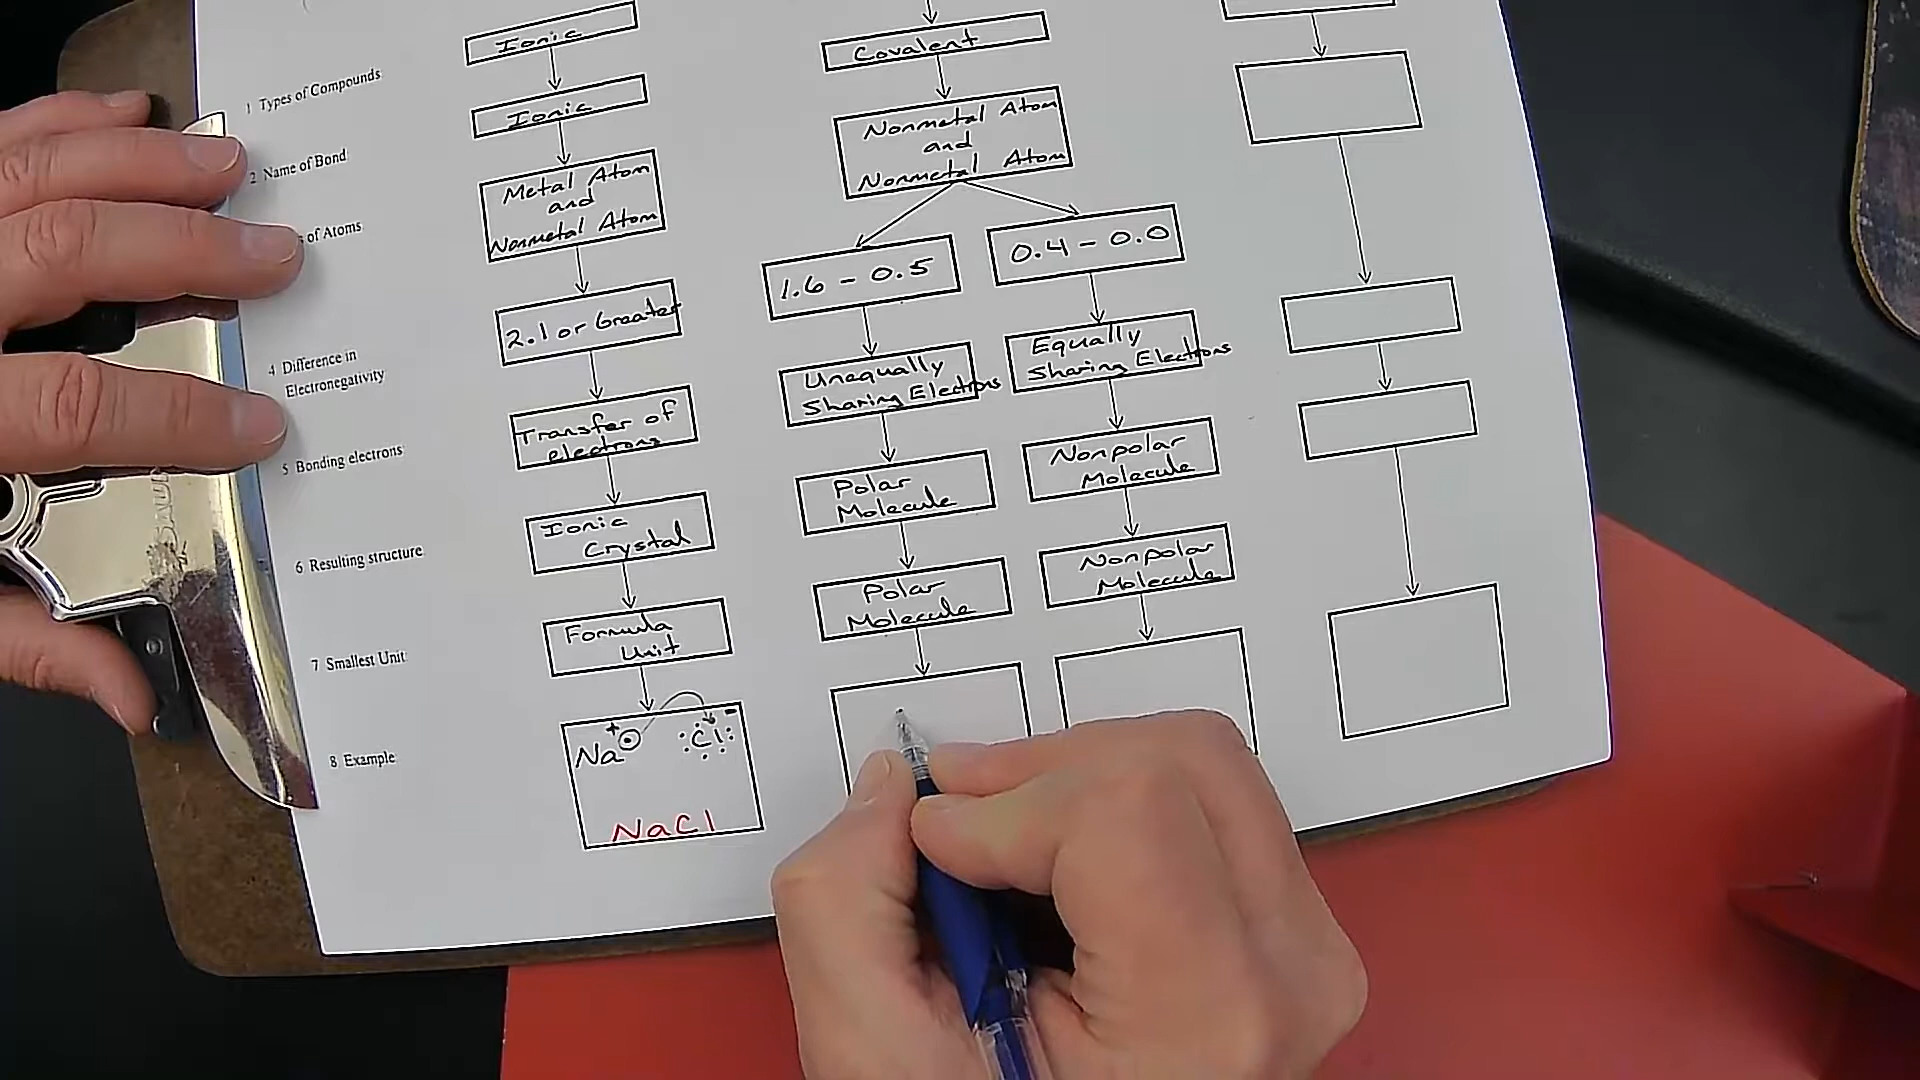 Ionic
Covalent
1 Types of Compounds
Ionic
Nonmetal Atom
and
Nonmetal Atom
2 Name of Bond
Metal Atom
and
Nonmetal Atom
of Atoms
1.6 - 0.5
0.4 - 0.0
4 Difference in
Electronegativity
2.1 or Greater
Unequally
Sharing Electrons
Equally
Sharing Electrons
5 Bonding electrons
Transfer of
electrons
Polar
Molecule
Nonpolar
Molecule
6 Resulting structure
Ionic
Crystal
Polar
Molecule
Nonpolar
Molecule
7 Smallest Unit
Formula
Unit
8 Example
Na + Cl -
NaCl